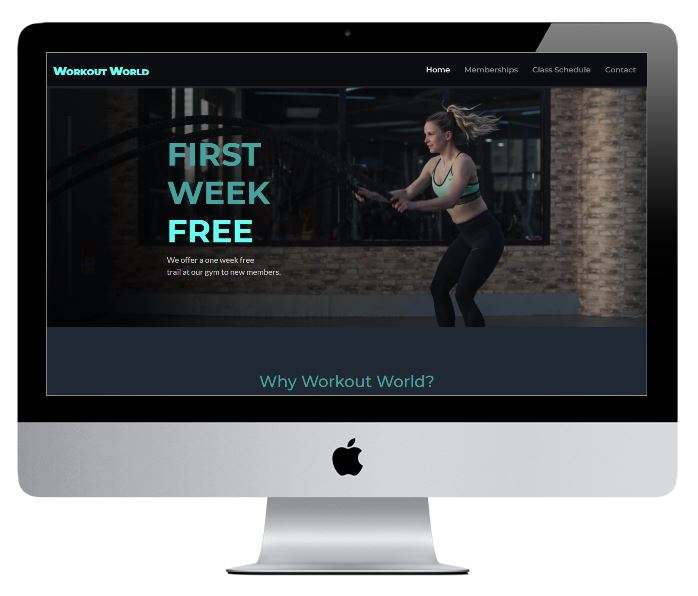 Workout World
Home Memberships Class Schedule Contact
FIRST
WEEK
FREE
We offer a one week free
trail at our gym to new members.
Why Workout World?